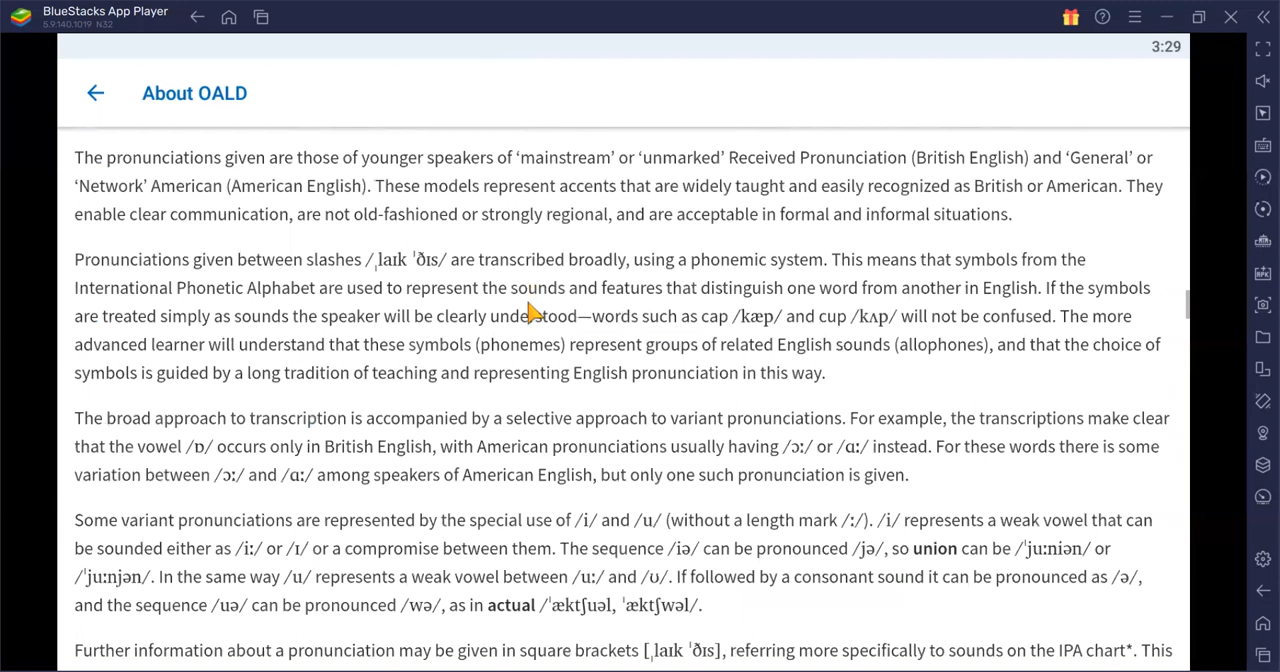 BlueStacks App Player
5.9.140.1019 N32
3:29
About OALD
The pronunciations given are those of younger speakers of ‘mainstream’ or ‘unmarked’ Received Pronunciation (British English) and ‘General’ or
‘Network’ American (American English). These models represent accents that are widely taught and easily recognized as British or American. They
enable clear communication, are not old-fashioned or strongly regional, and are acceptable in formal and informal situations.
Pronunciations given between slashes /ˌlaɪk ˈðɪs/ are transcribed broadly, using a phonemic system. This means that symbols from the
International Phonetic Alphabet are used to represent the sounds and features that distinguish one word from another in English. If the symbols
are treated simply as sounds the speaker will be clearly understood—words such as cap /kæp/ and cup /kʌp/ will not be confused. The more
advanced learner will understand that these symbols (phonemes) represent groups of related English sounds (allophones), and that the choice of
symbols is guided by a long tradition of teaching and representing English pronunciation in this way.
The broad approach to transcription is accompanied by a selective approach to variant pronunciations. For example, the transcriptions make clear
that the vowel /ɒ/ occurs only in British English, with American pronunciations usually having /ɔː/ or /ɑː/ instead. For these words there is some
variation between /ɔː/ and /ɑː/ among speakers of American English, but only one such pronunciation is given.
Some variant pronunciations are represented by the special use of /i/ and /u/ (without a length mark /ː/). /i/ represents a weak vowel that can
be sounded either as /iː/ or /ɪ/ or a compromise between them. The sequence /iə/ can be pronounced /jə/, so union can be /ˈjuːniən/ or
/ˈjuːnjən/. In the same way /u/ represents a weak vowel between /uː/ and /ʊ/. If followed by a consonant sound it can be pronounced as /ə/,
and the sequence /uə/ can be pronounced /wə/, as in actual /ˈæktʃuəl, ˈæktʃwəl/.
Further information about a pronunciation may be given in square brackets [ˌlaɪk ˈðɪs], referring more specifically to sounds on the IPA chart*. This